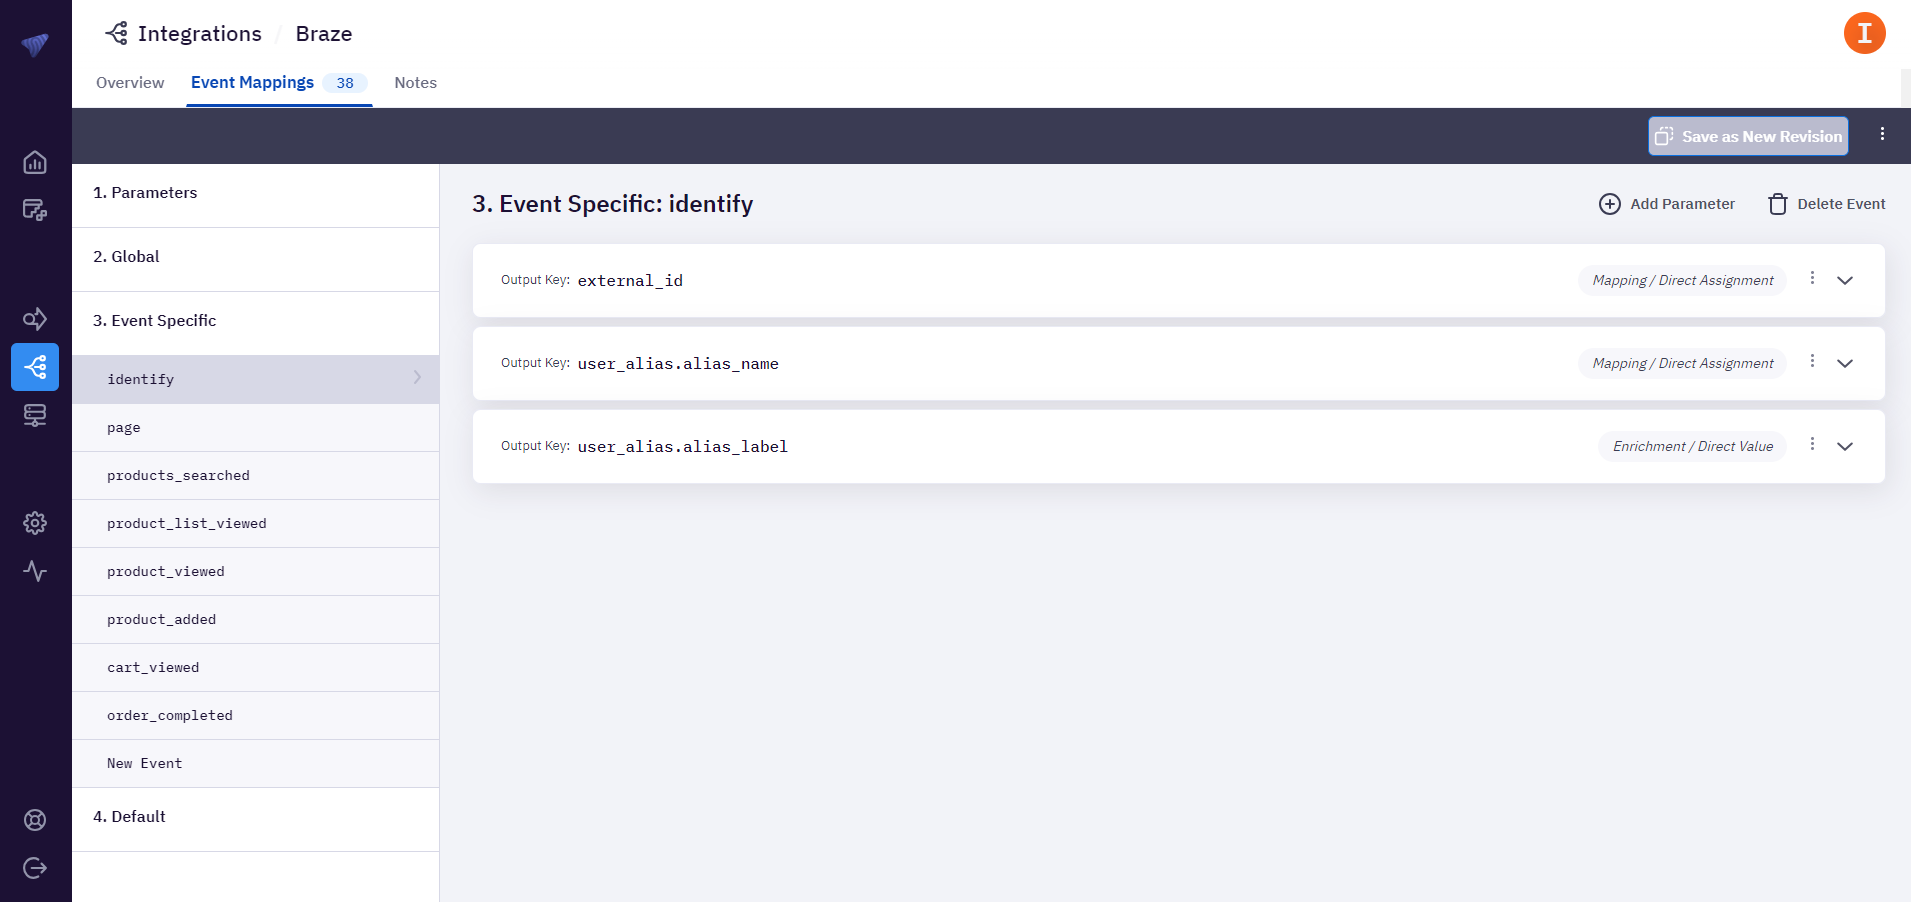 Integrations / Braze
I
Overview
Event Mappings 38
Notes
Save as New Revision
1. Parameters
2. Global
3. Event Specific
identify
page
products_searched
product_list_viewed
product_viewed
product_added
cart_viewed
order_completed
New Event
4. Default
3. Event Specific: identify
Add Parameter
Delete Event
Output Key: external_id
Mapping / Direct Assignment
Output Key: user_alias.alias_name
Mapping / Direct Assignment
Output Key: user_alias.alias_label
Enrichment / Direct Value